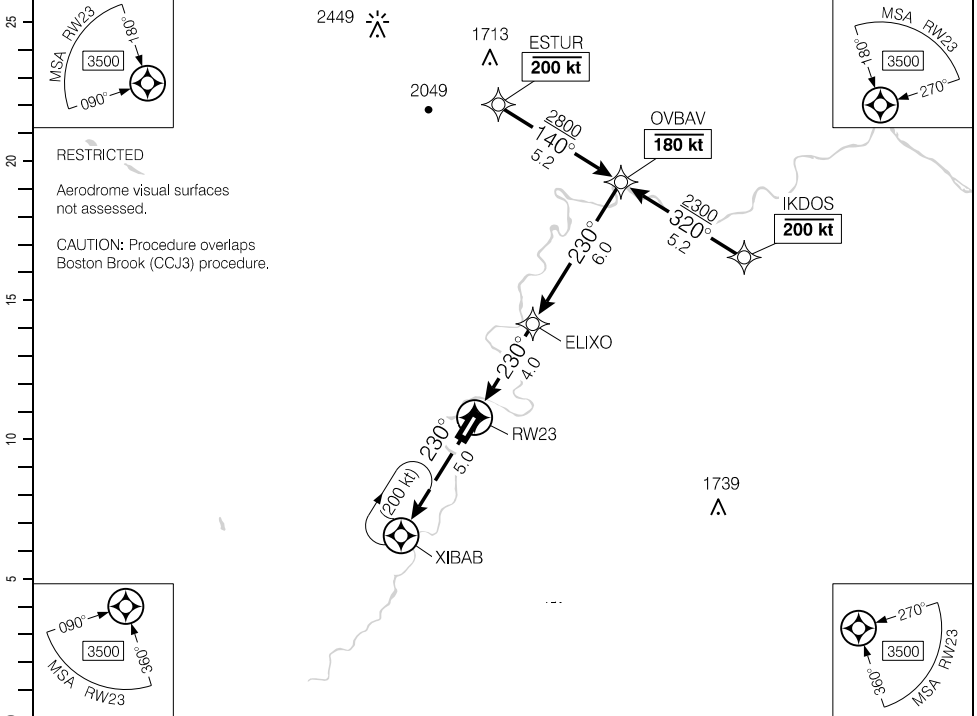 25
20
15
10
5
MSA RW23
180°
3500
090°
2449
1713
ESTUR
200 kt
2049
2800
140°
5.2
OVBAV
180 kt
MSA RW23
180°
3500
270°
RESTRICTED
Aerodrome visual surfaces
not assessed.
CAUTION: Procedure overlaps
Boston Brook (CCJ3) procedure.
2300
320°
5.2
IKDOS
200 kt
230°
6.0
ELIXO
230°
4.0
RW23
230°
5.0
(200 kt)
XIBAB
1739
090°
3500
360°
MSA RW23
270°
3500
360°
MSA RW23